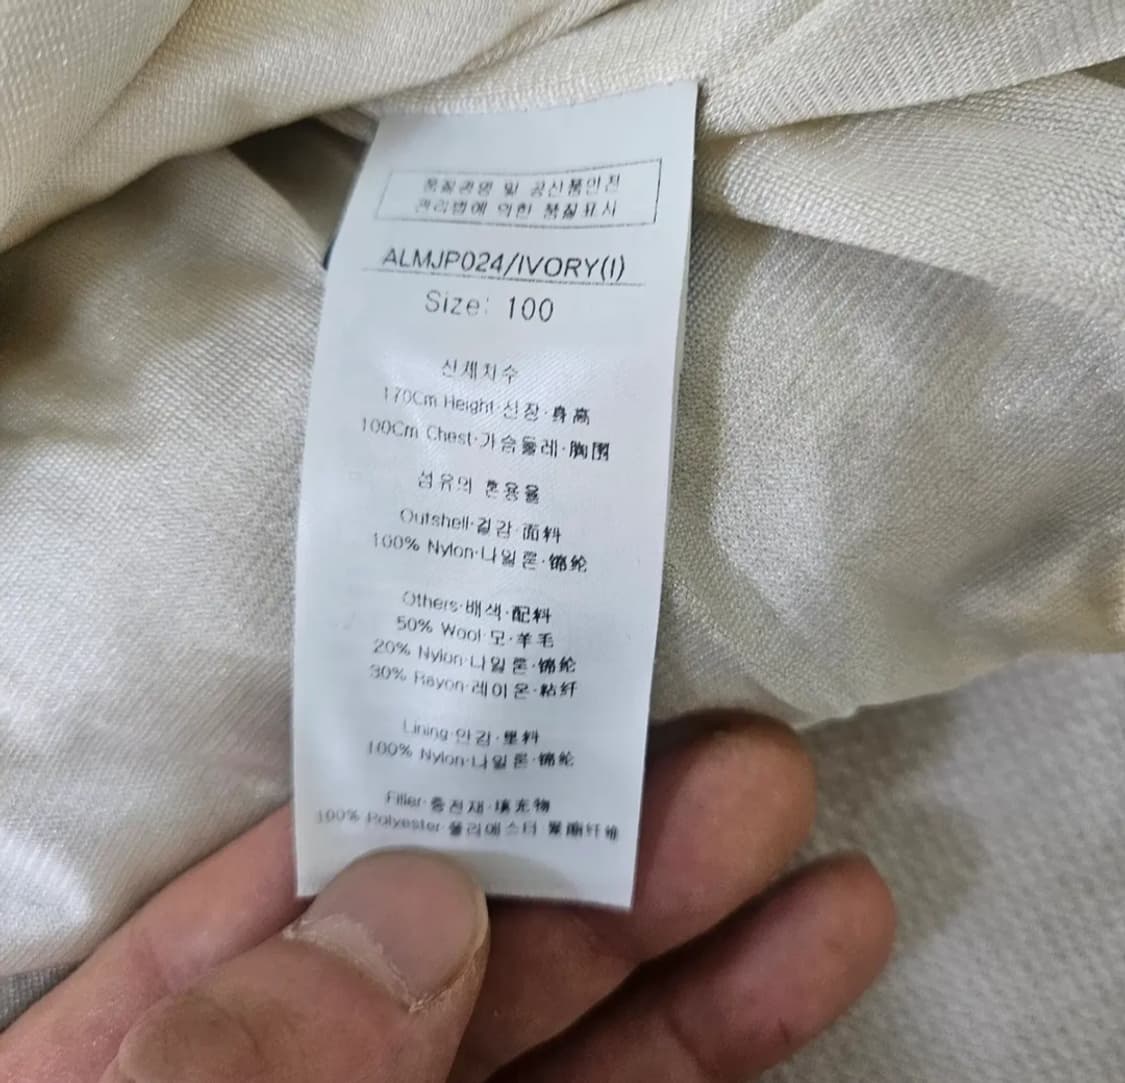 품질경영 및 공산품안전
관리법에 의한 품질표시
ALMJP024/IVORY(I)
Size: 100
신체치수
170Cm Height·신장·身高
100Cm Chest·가슴둘레·胸围
섬유의 혼용율
Outshell·겉감·面料
100% Nylon·나일론·锦纶
Others·배색·配料
50% Wool·모·羊毛
20% Nylon·나일론·锦纶
30% Rayon·레이온·粘纤
Lining·안감·里料
100% Nylon·나일론·锦纶
Filler·충전재·填充物
100% Polyester·폴리에스터·聚酯纤维